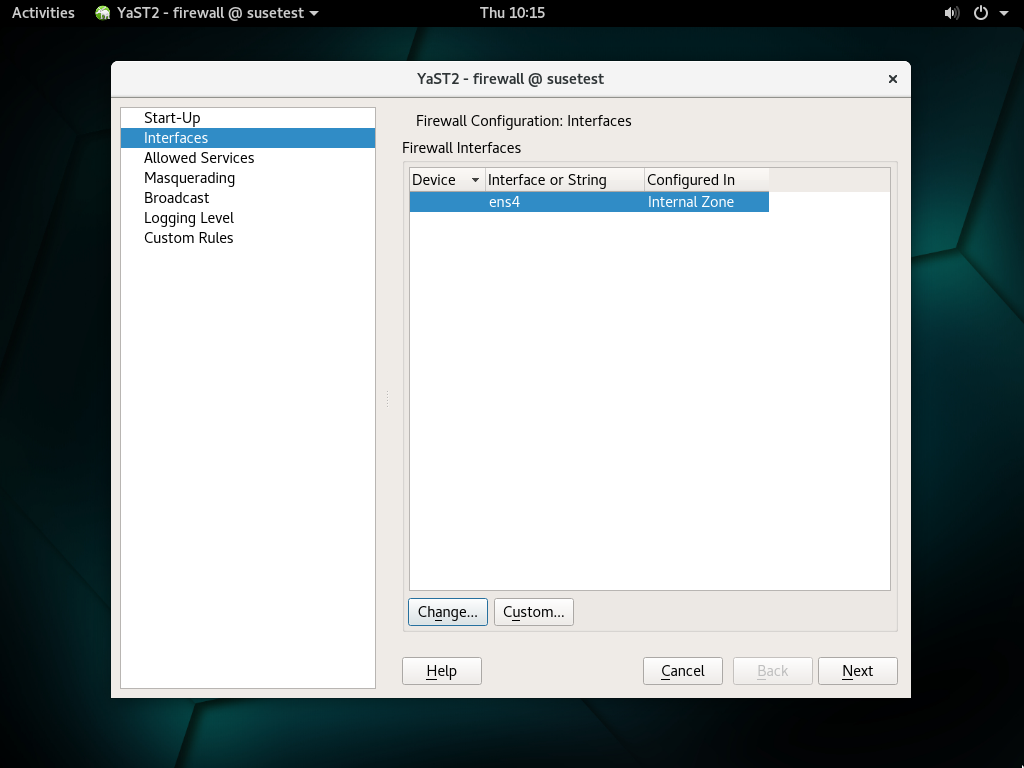 Activities YaST2 - firewall @ susetest Thu 10:15
YaST2 - firewall @ susetest
Start-Up
Interfaces
Allowed Services
Masquerading
Broadcast
Logging Level
Custom Rules
Firewall Configuration: Interfaces
Firewall Interfaces
Device Interface or String Configured In
ens4 Internal Zone
Change... Custom...
Help Cancel Back Next